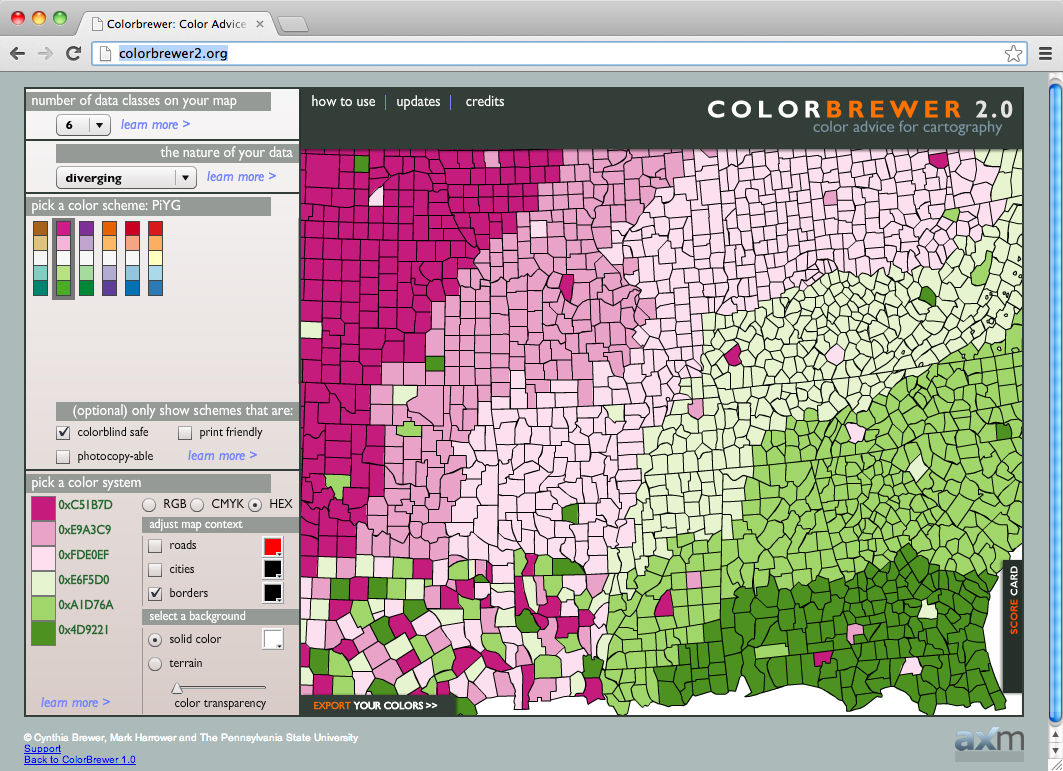 Colorbrewer: Color Advice
colorbrewer2.org
number of data classes on your map
6
learn more >
the nature of your data
diverging
learn more >
pick a color scheme: PiYG
(optional) only show schemes that are:
colorblind safe
print friendly
photocopy-able
learn more >
pick a color system
0xC51B7D
0xE9A3C9
0xFDE0EF
0xE6F5D0
0xA1D76A
0x4D9221
RGB CMYK HEX
adjust map context
roads
cities
borders
select a background
solid color
terrain
color transparency
learn more >
how to use | updates | credits
COLORBREWER 2.0
color advice for cartography
SCORE CARD
EXPORT YOUR COLORS >>
© Cynthia Brewer, Mark Harrower and The Pennsylvania State University
Support
Back to ColorBrewer 1.0
axm